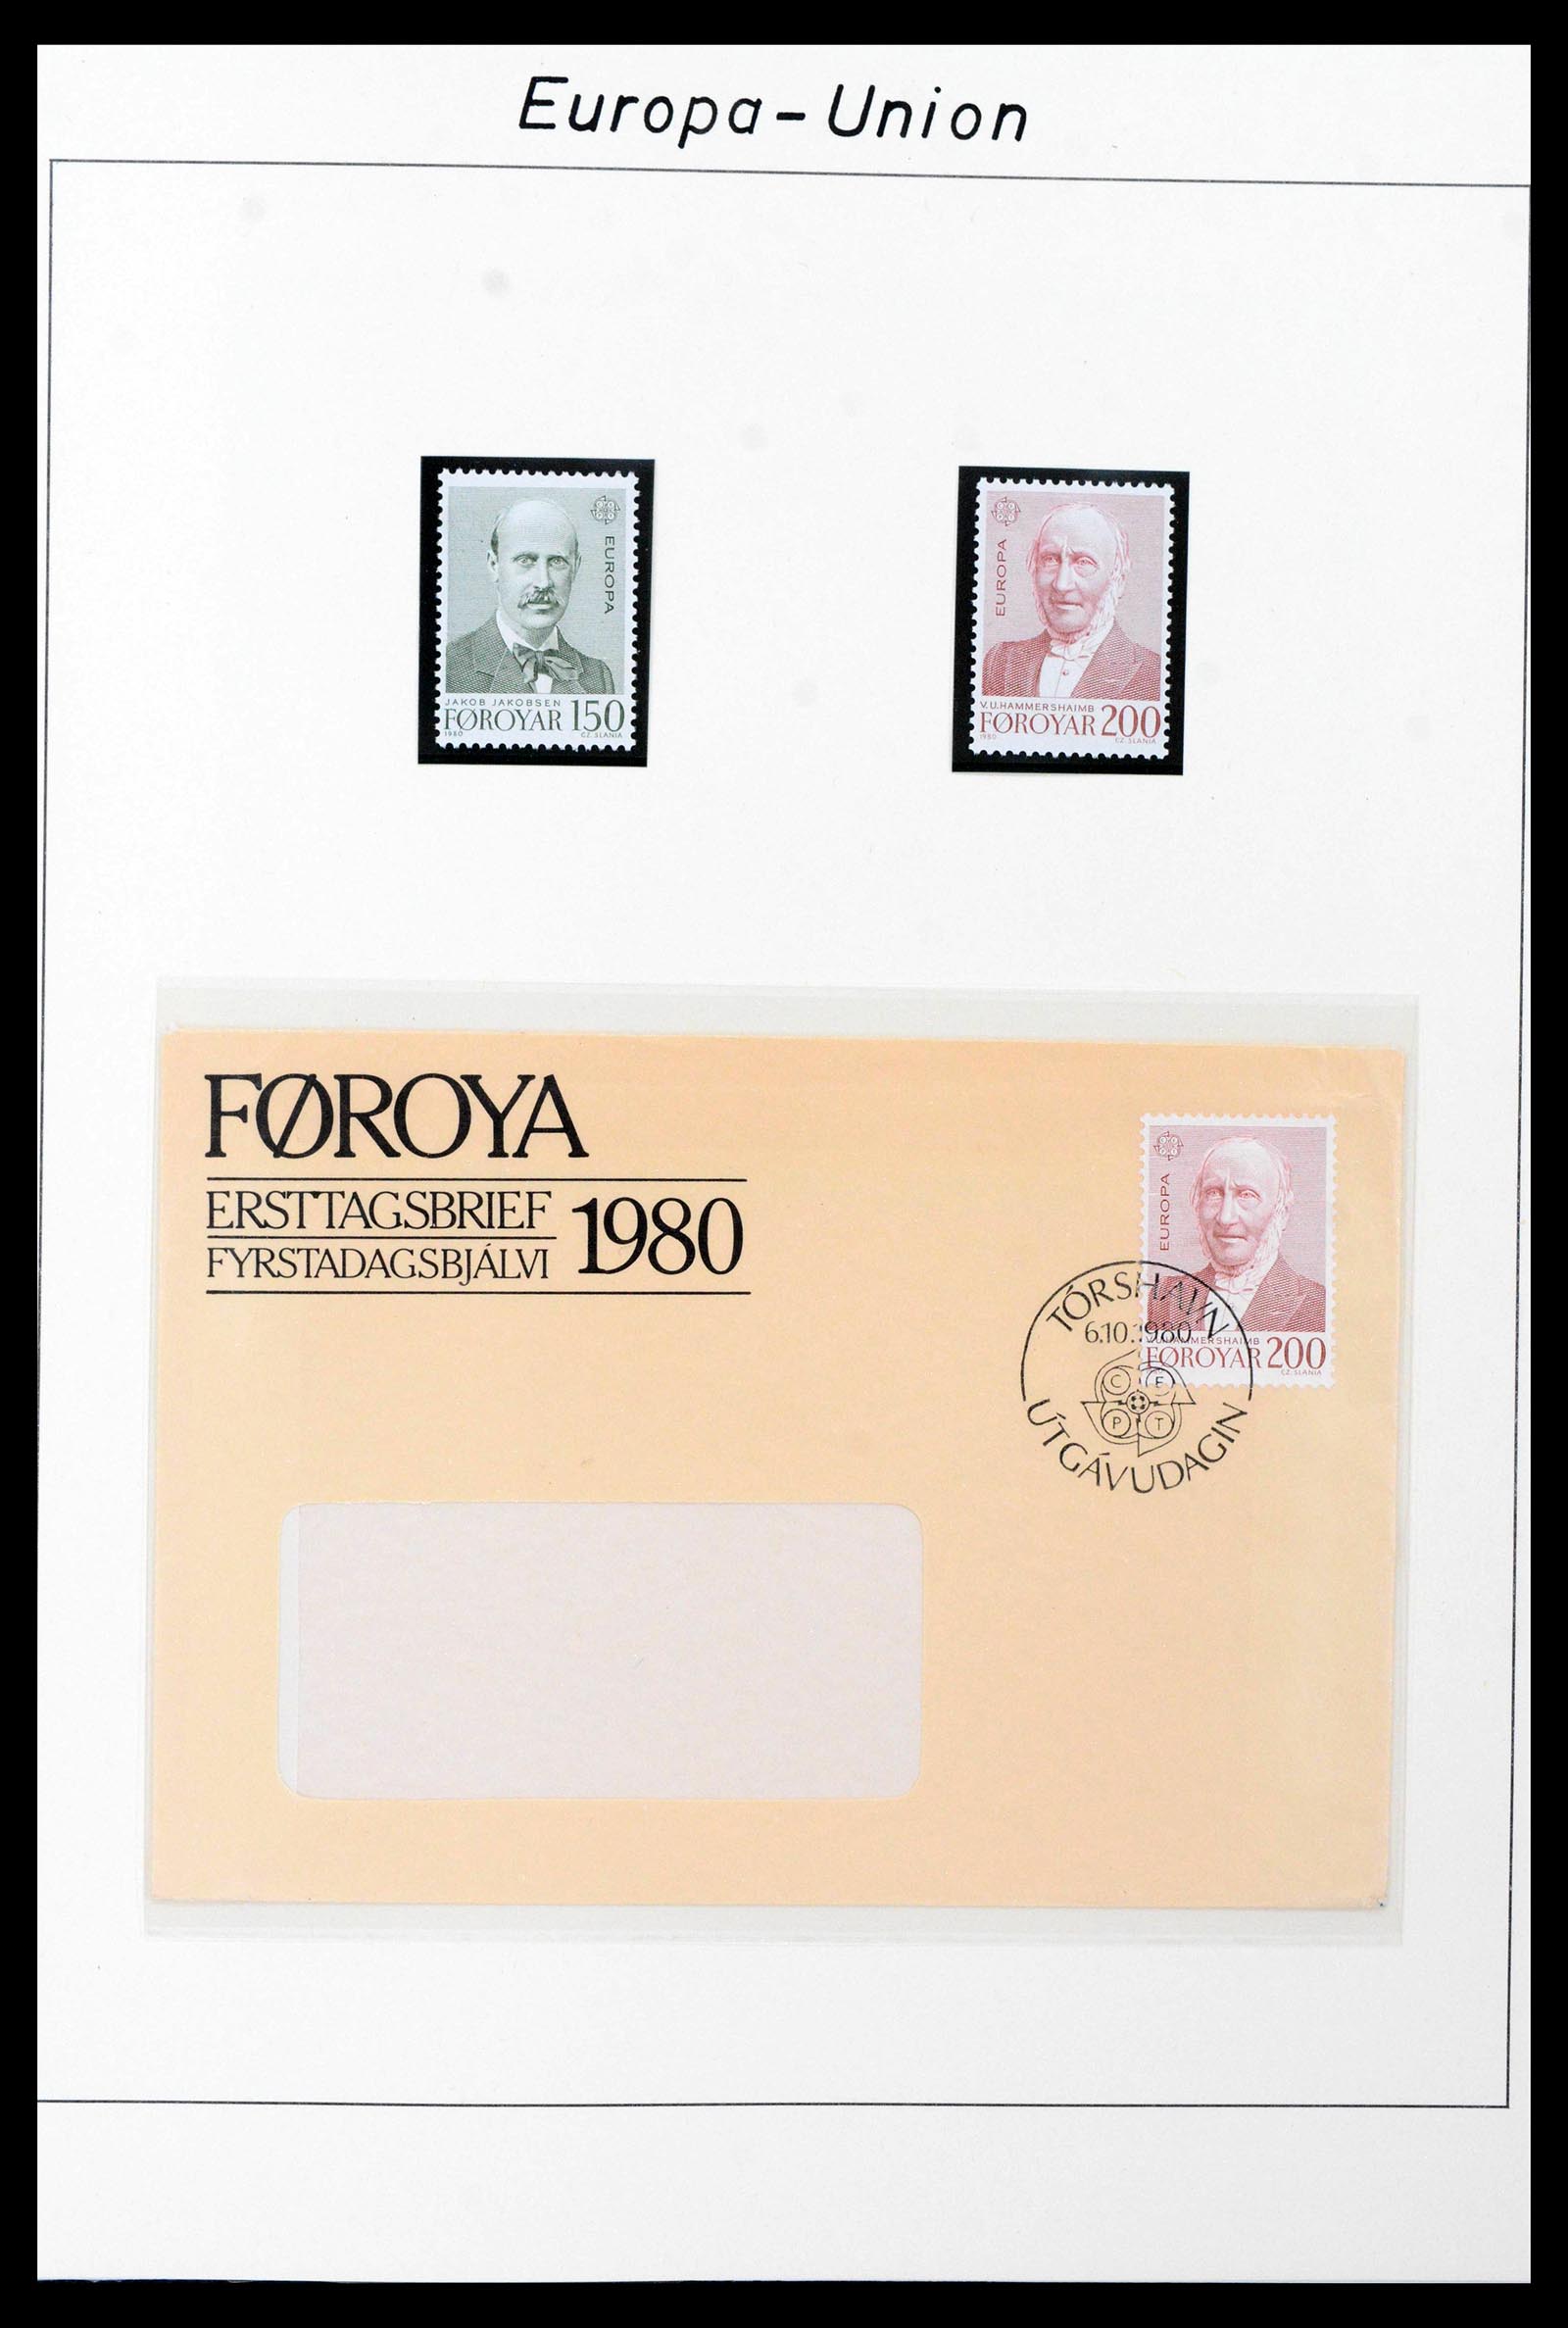 Europa-Union
EUROPA
JAKOB JAKOBSEN
FØROYAR 150
1980 CZ. SLANIA
EUROPA
V.U.HAMMERSHAIMB
FØROYAR 200
1980 CZ. SLANIA
FØROYA
ERSTTAGSBRIEF
FYRSTADAGSBJÁLVI
1980
EUROPA
V.U.HAMMERSHAIMB
FØROYAR 200
CZ. SLANIA
TÓRSHAVN
6.10.1980
C E
P T
ÚTGÁVUDAGIN